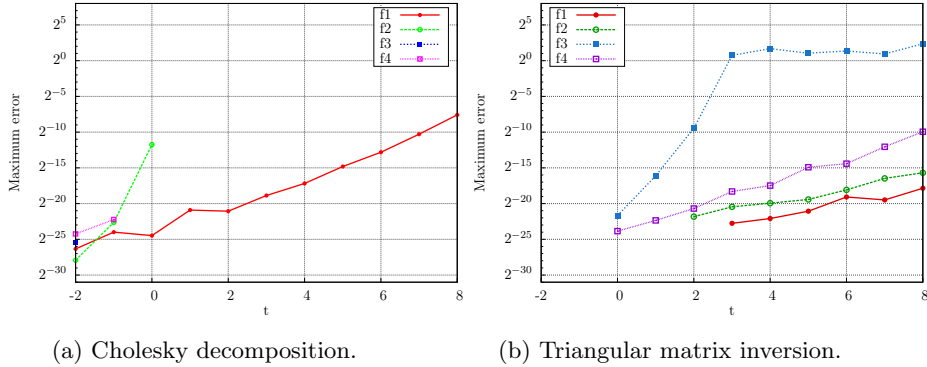 f1
f2
f3
f4
2^5
2^0
2^-5
2^-10
2^-15
2^-20
2^-25
2^-30
Maximum error
-2 0 2 4 6 8
t
(a) Cholesky decomposition.
f1
f2
f3
f4
2^5
2^0
2^-5
2^-10
2^-15
2^-20
2^-25
2^-30
Maximum error
-2 0 2 4 6 8
t
(b) Triangular matrix inversion.